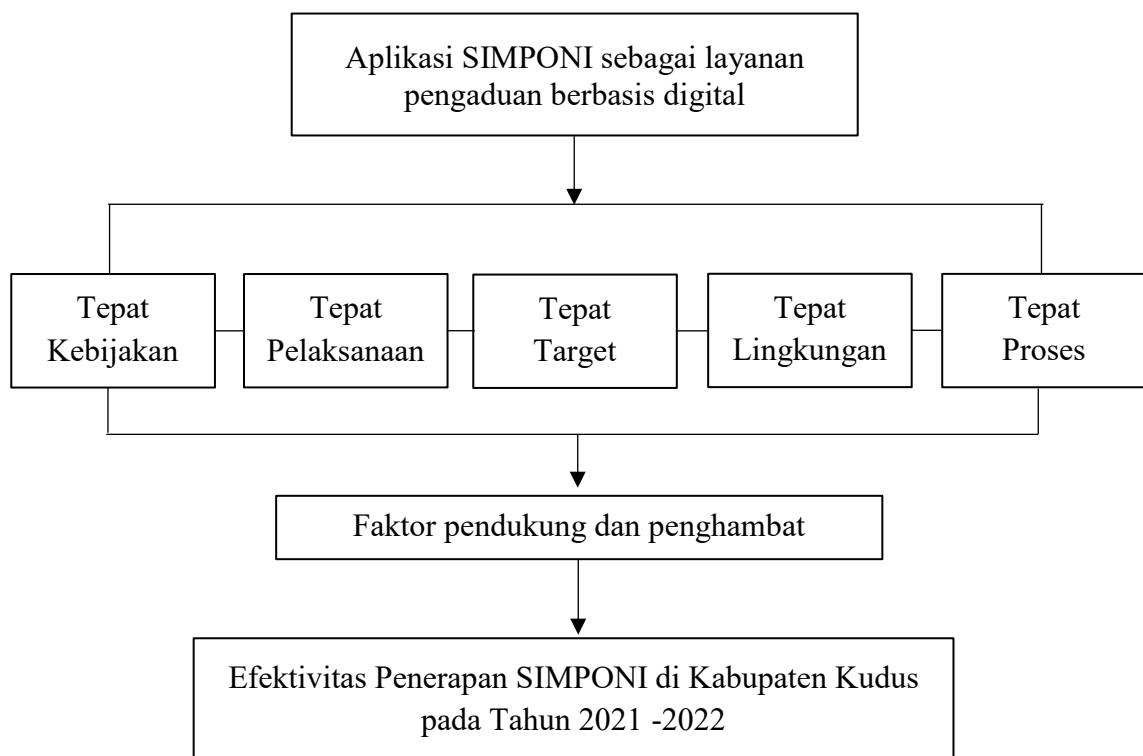 Aplikasi SIMPONI sebagai layanan
pengaduan berbasis digital
Tepat
Kebijakan
Tepat
Pelaksanaan
Tepat
Target
Tepat
Lingkungan
Tepat
Proses
Faktor pendukung dan penghambat
Efektivitas Penerapan SIMPONI di Kabupaten Kudus
pada Tahun 2021 -2022